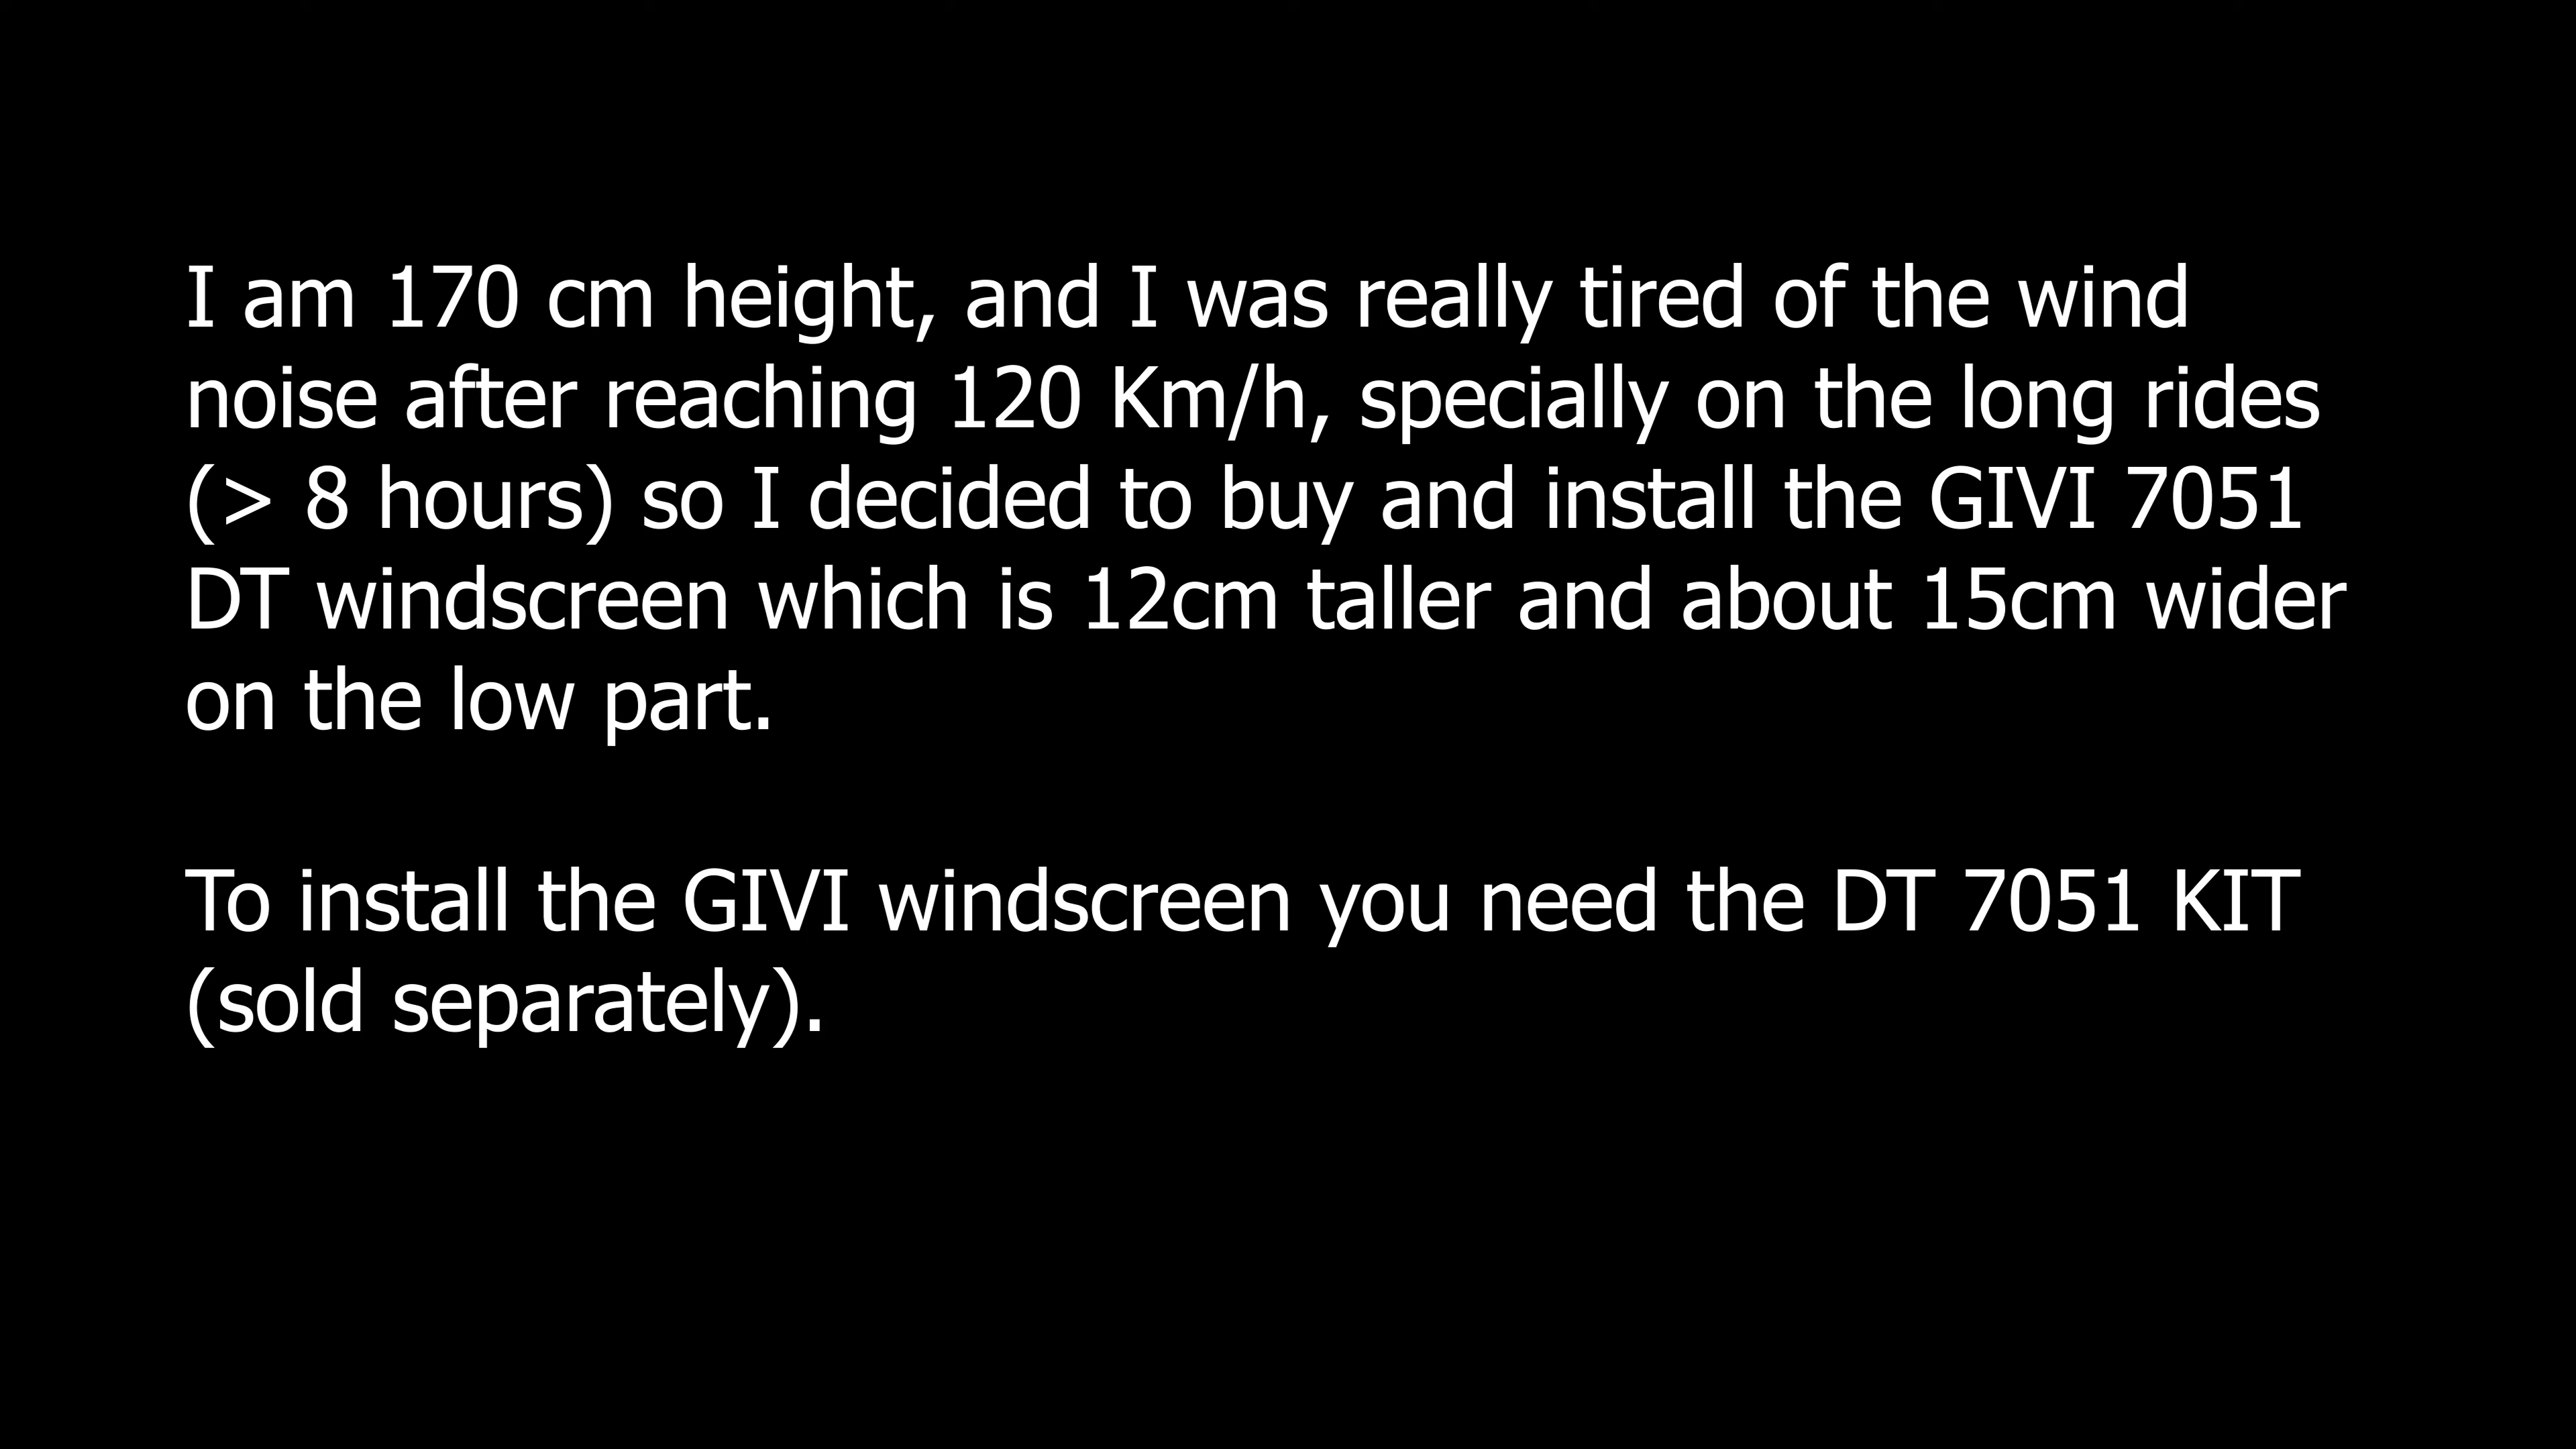 I am 170 cm height, and I was really tired of the wind
noise after reaching 120 Km/h, specially on the long rides
(> 8 hours) so I decided to buy and install the GIVI 7051
DT windscreen which is 12cm taller and about 15cm wider
on the low part.
To install the GIVI windscreen you need the DT 7051 KIT
(sold separately).